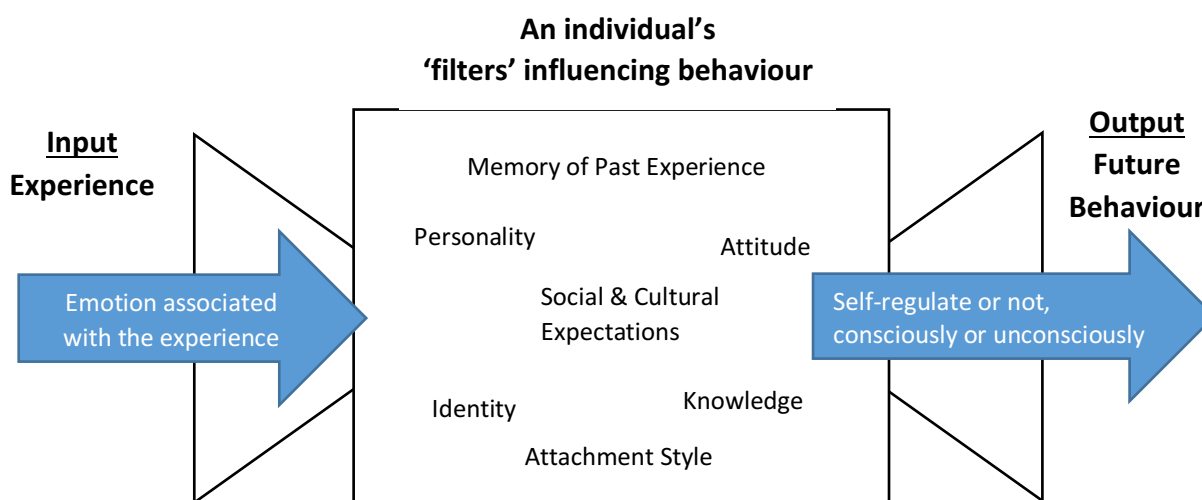 An individual’s
‘filters’ influencing behaviour
Input
Experience
Emotion associated
with the experience
Memory of Past Experience
Personality
Attitude
Social & Cultural
Expectations
Identity
Knowledge
Attachment Style
Output
Future
Behaviour
Self-regulate or not,
consciously or unconsciously